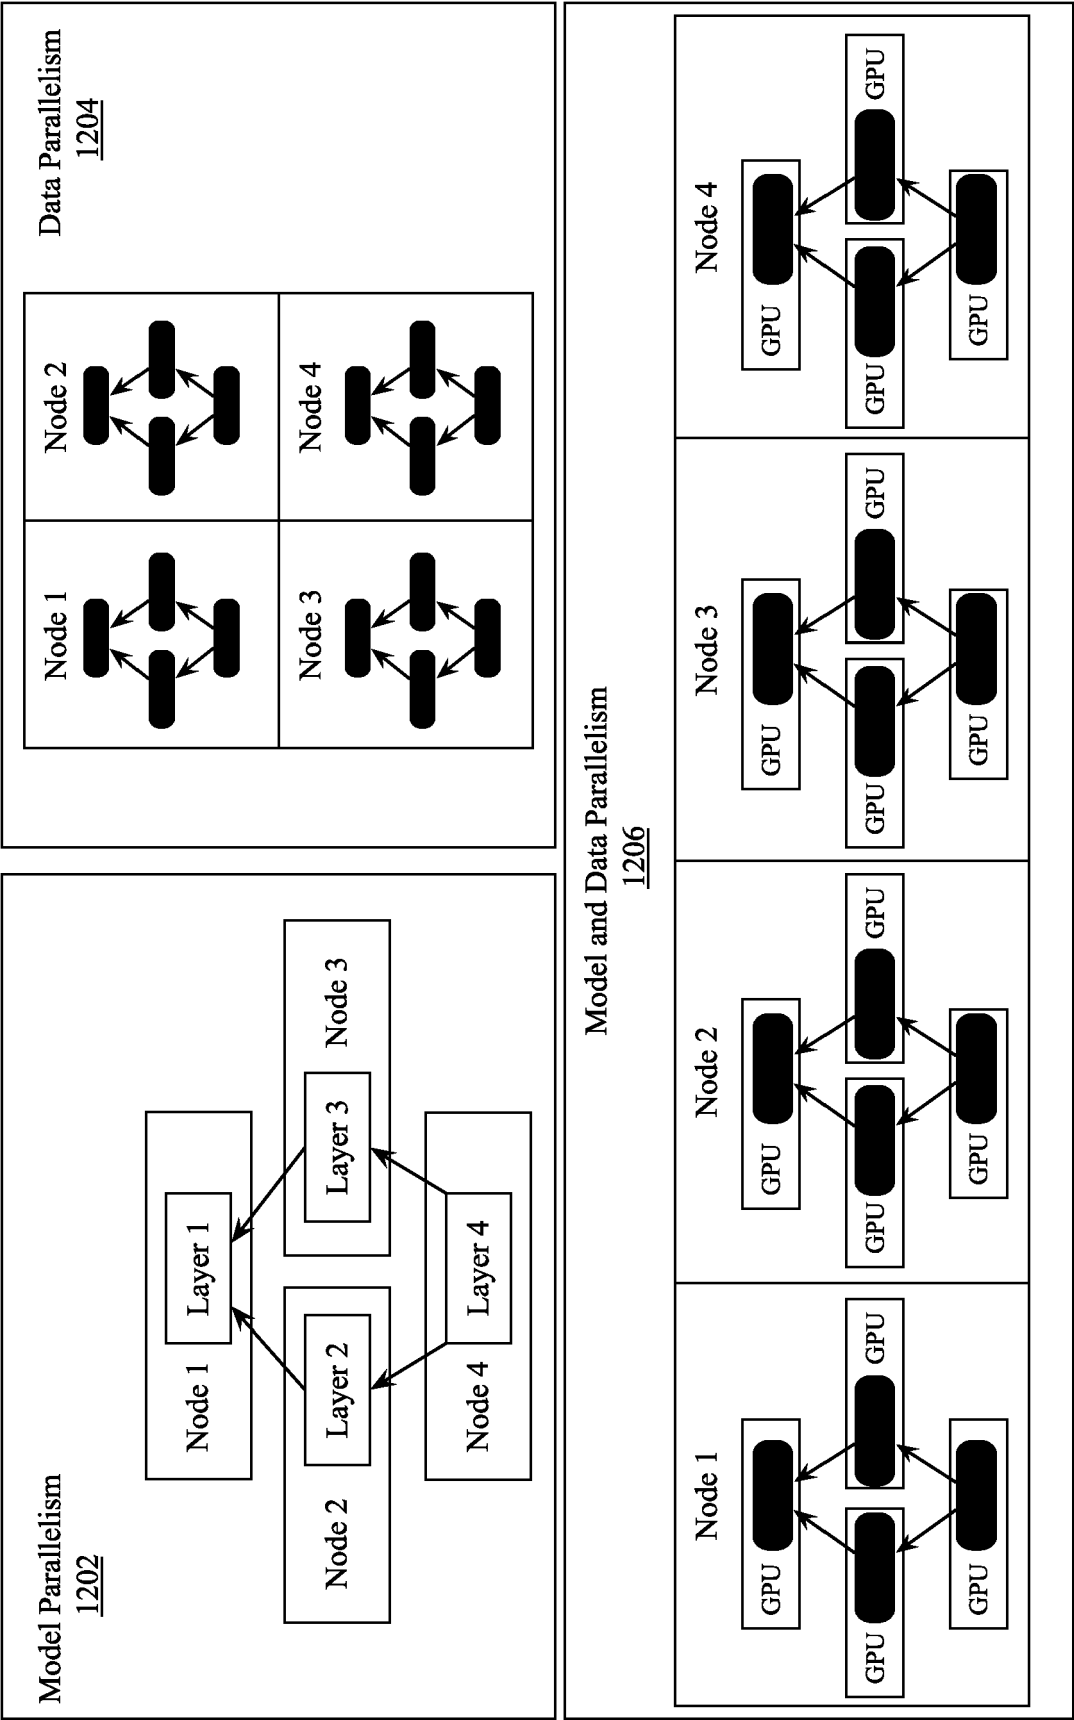 Model Parallelism
1202
Node 1
Layer 1
Node 2
Layer 2
Layer 3
Node 3
Node 4
Layer 4
Data Parallelism
1204
Node 1
Node 2
Node 3
Node 4
Model and Data Parallelism
1206
Node 1
GPU
GPU
GPU
GPU
Node 2
GPU
GPU
GPU
GPU
Node 3
GPU
GPU
GPU
GPU
Node 4
GPU
GPU
GPU
GPU